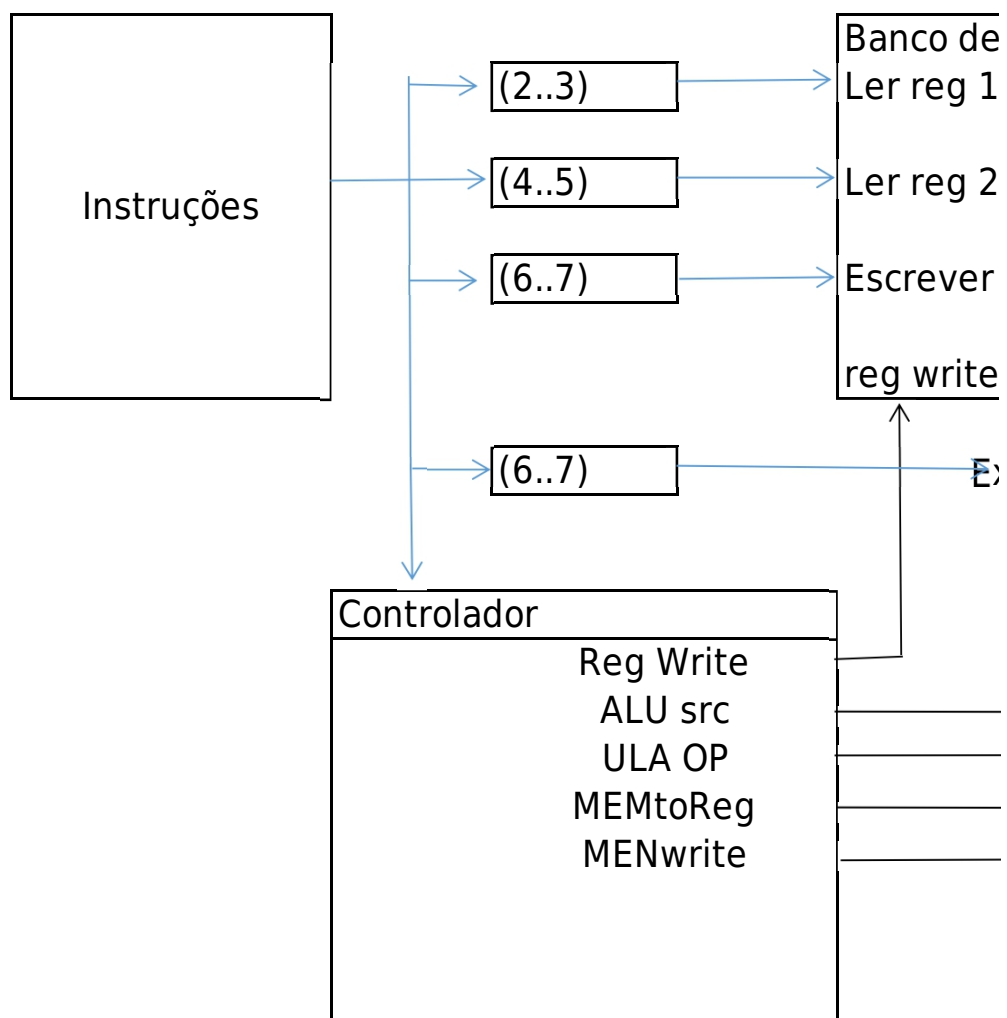 Banco de
(2..3)
Ler reg 1
Instruções
(4..5)
Ler reg 2
(6..7)
Escrever
reg write
(6..7)
Controlador
Reg Write
ALU src
ULA OP
MEMtoReg
MENwrite